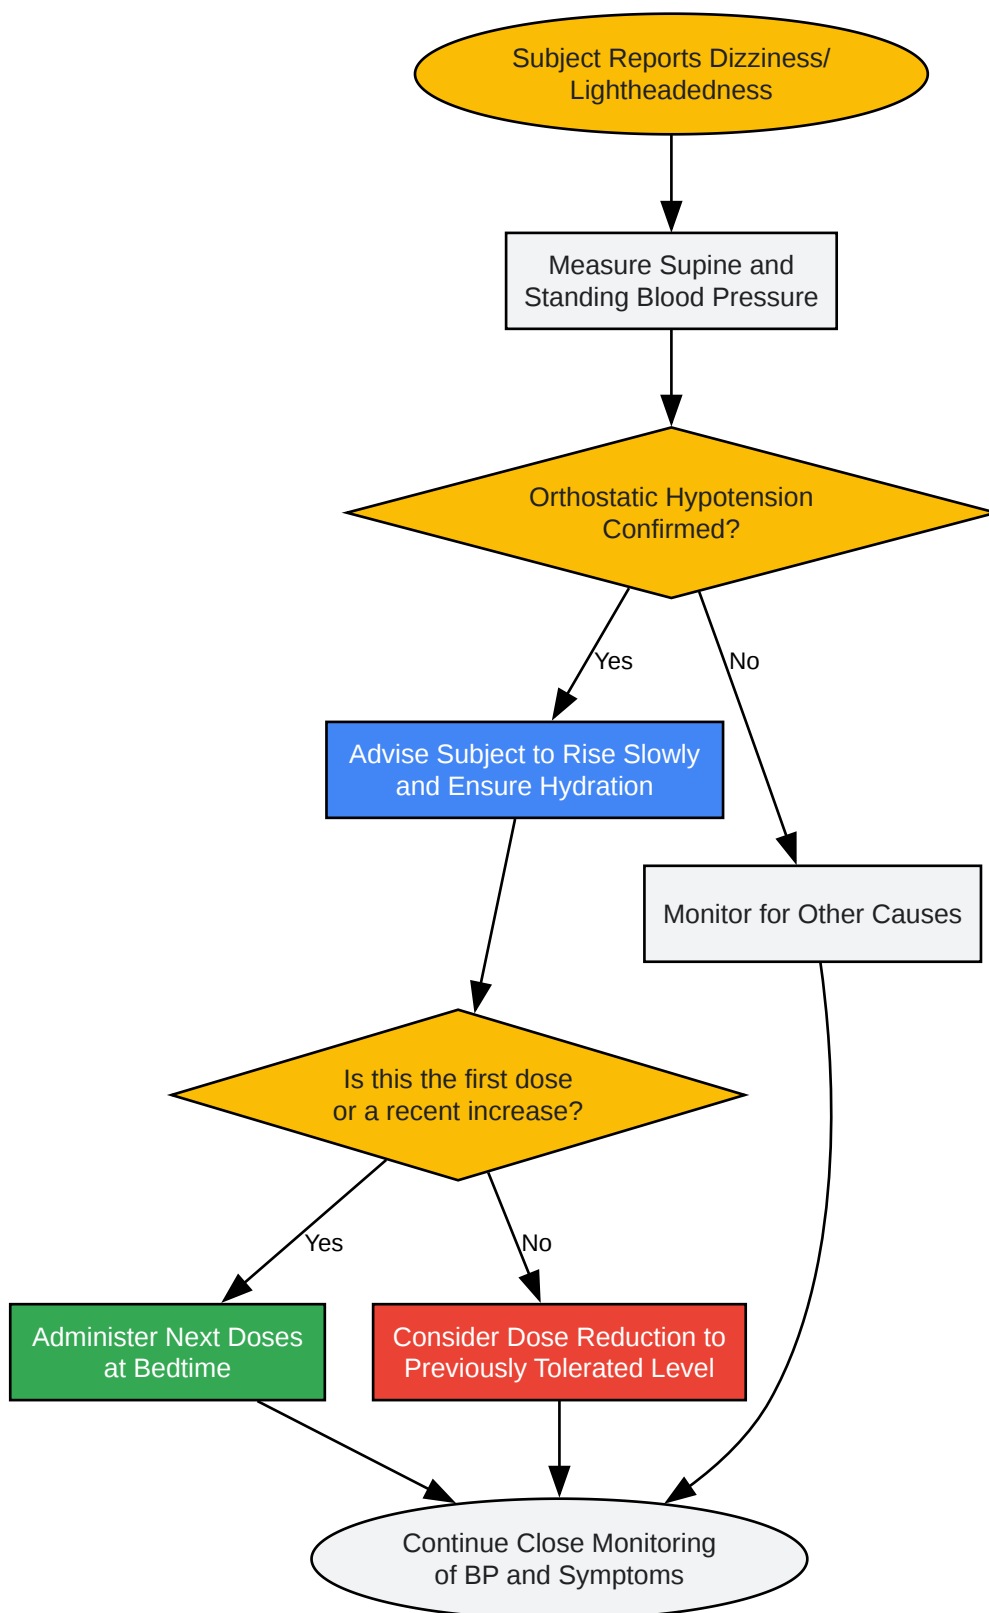 Subject Reports Dizziness/
Lightheadedness
Measure Supine and
Standing Blood Pressure
Orthostatic Hypotension
Confirmed?
Yes
No
Advise Subject to Rise Slowly
and Ensure Hydration
Monitor for Other Causes
Is this the first dose
or a recent increase?
Yes
No
Administer Next Doses
at Bedtime
Consider Dose Reduction to
Previously Tolerated Level
Continue Close Monitoring
of BP and Symptoms